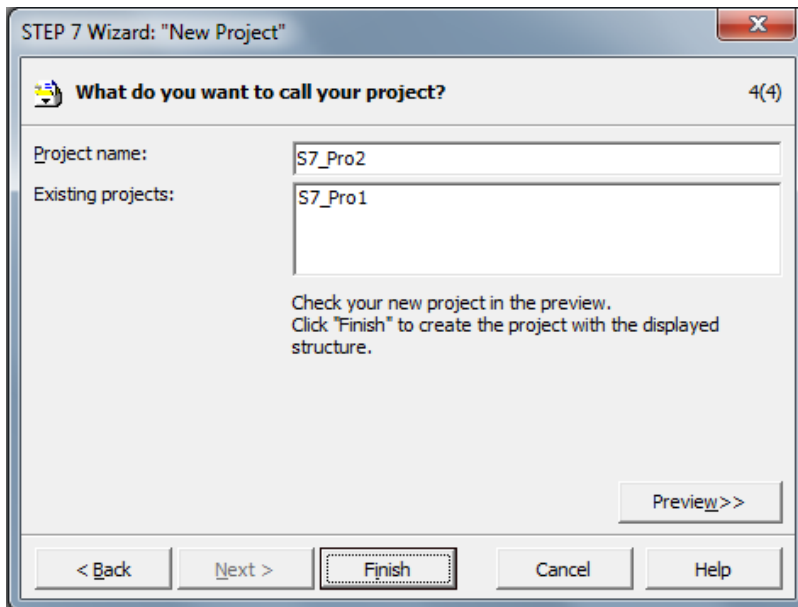 STEP 7 Wizard: "New Project"
What do you want to call your project? 4(4)
Project name: S7_Pro2
Existing projects: S7_Pro1
Check your new project in the preview.
Click "Finish" to create the project with the displayed
structure.
Preview>>
< Back Next > Finish Cancel Help